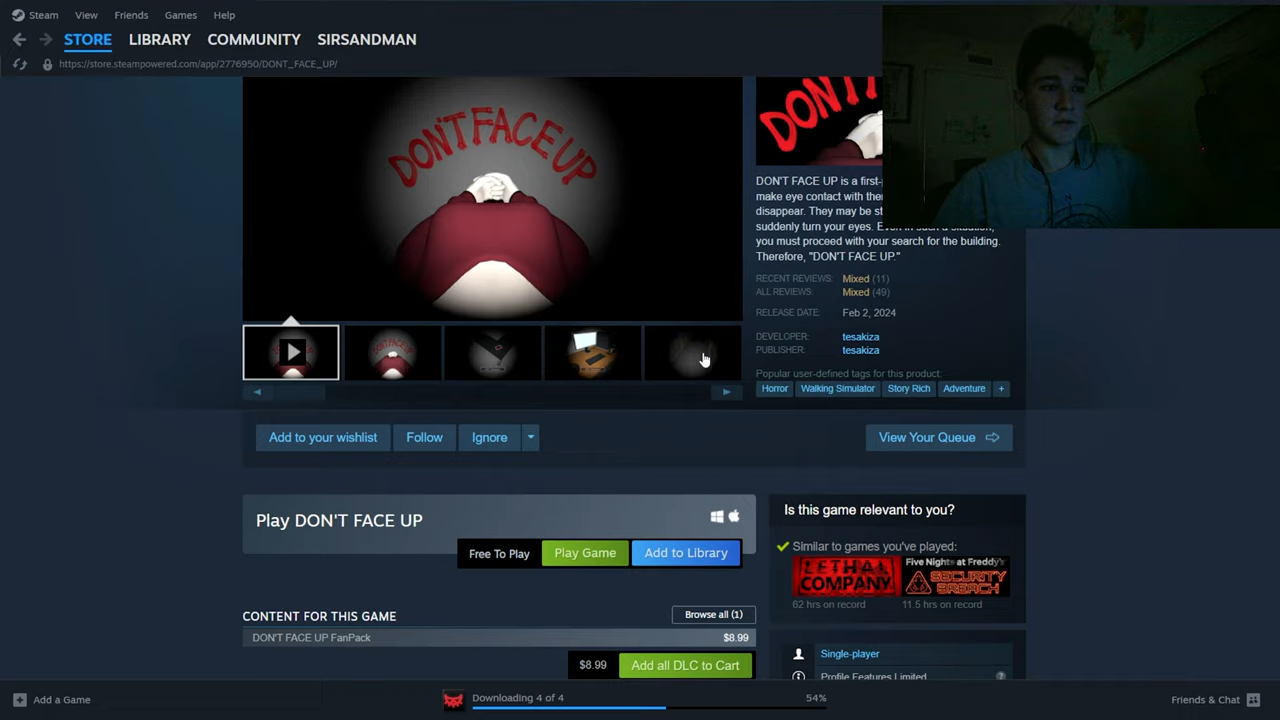 Steam View Friends Games Help
STORE LIBRARY COMMUNITY SIRSANDMAN
https://store.steampowered.com/app/2776950/DONT_FACE_UP/
DON'T FACE UP
DON'T
DON'T FACE UP is a first-
make eye contact with the
disappear. They may be st
suddenly turn your eyes. Even in such a situation,
you must proceed with your search for the building.
Therefore, "DON'T FACE UP."
RECENT REVIEWS: Mixed (11)
ALL REVIEWS: Mixed (49)
RELEASE DATE: Feb 2, 2024
DEVELOPER: tesakiza
PUBLISHER: tesakiza
Popular user-defined tags for this product:
Horror Walking Simulator Story Rich Adventure +
Add to your wishlist Follow Ignore View Your Queue
Play DON'T FACE UP
Free To Play Play Game Add to Library
Is this game relevant to you?
Similar to games you've played:
LETHAL COMPANY
Five Nights at Freddy's
SECURITY BREACH
62 hrs on record 11.5 hrs on record
CONTENT FOR THIS GAME Browse all (1)
DON'T FACE UP FanPack $8.99
$8.99 Add all DLC to Cart
Single-player
Profile Features Limited
Add a Game Downloading 4 of 4 54% Friends & Chat